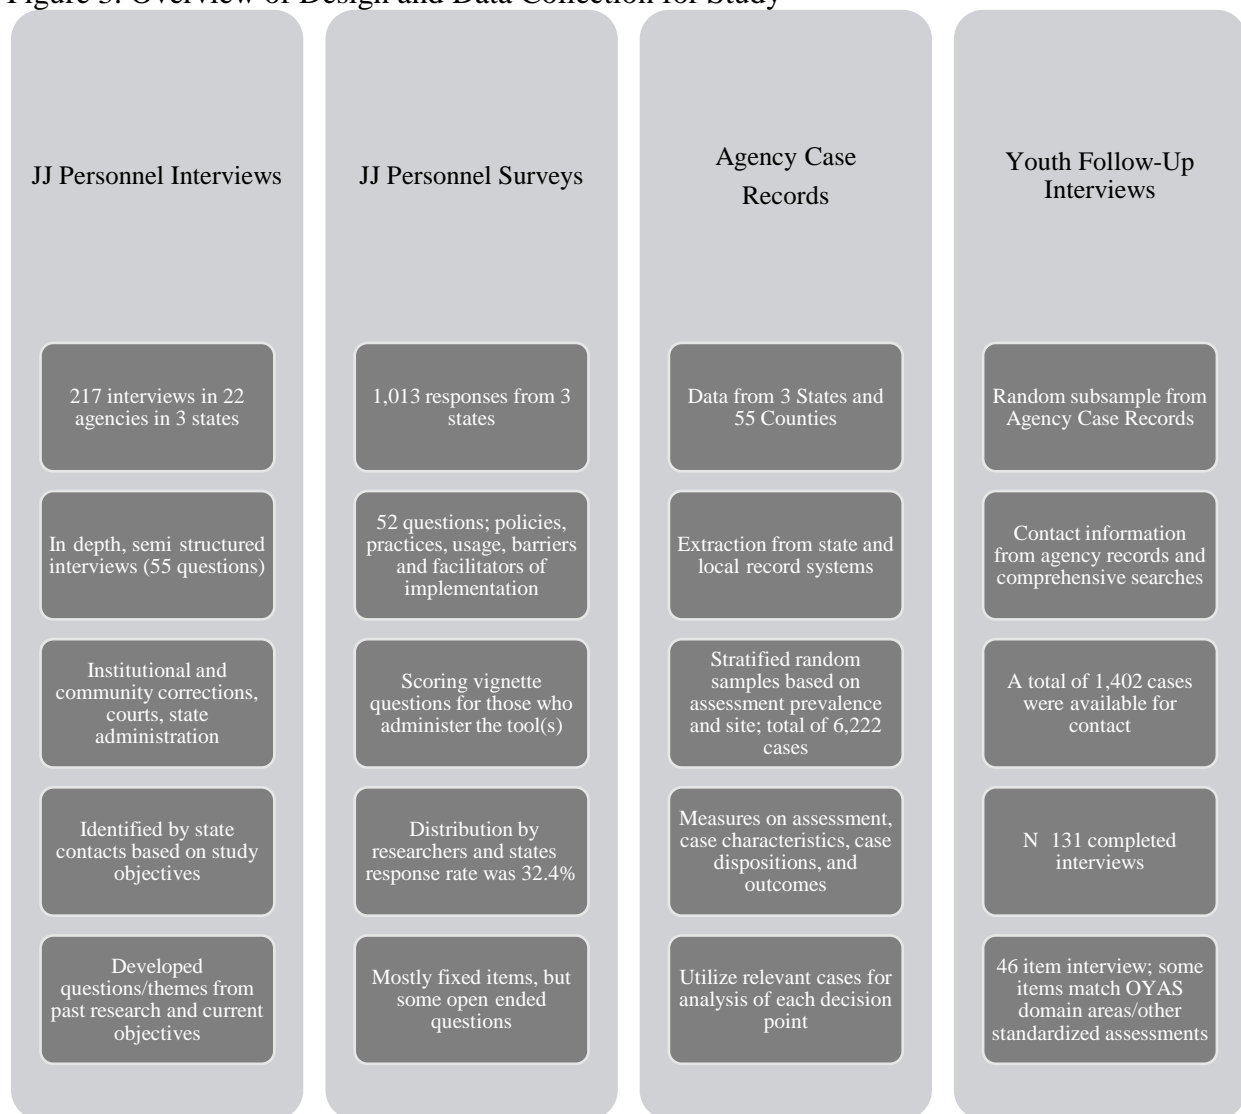 Figure 3. Overview of Design and Data Collection for Study
JJ Personnel Interviews
217 interviews in 22
agencies in 3 states
In depth, semi structured
interviews (55 questions)
Institutional and
community corrections,
courts, state
administration
Identified by state
contacts based on study
objectives
Developed
questions/themes from
past research and current
objectives
JJ Personnel Surveys
1,013 responses from 3
states
52 questions; policies,
practices, usage, barriers
and facilitators of
implementation
Scoring vignette
questions for those who
administer the tool(s)
Distribution by
researchers and states
response rate was 32.4%
Mostly fixed items, but
some open ended
questions
Agency Case
Records
Data from 3 States and
55 Counties
Extraction from state and
local record systems
Stratified random
samples based on
assessment prevalence
and site; total of 6,222
cases
Measures on assessment,
case characteristics, case
dispositions, and
outcomes
Utilize relevant cases for
analysis of each decision
point
Youth Follow-Up
Interviews
Random subsample from
Agency Case Records
Contact information
from agency records and
comprehensive searches
A total of 1,402 cases
were available for
contact
N 131 completed
interviews
46 item interview; some
items match OYAS
domain areas/other
standardized assessments